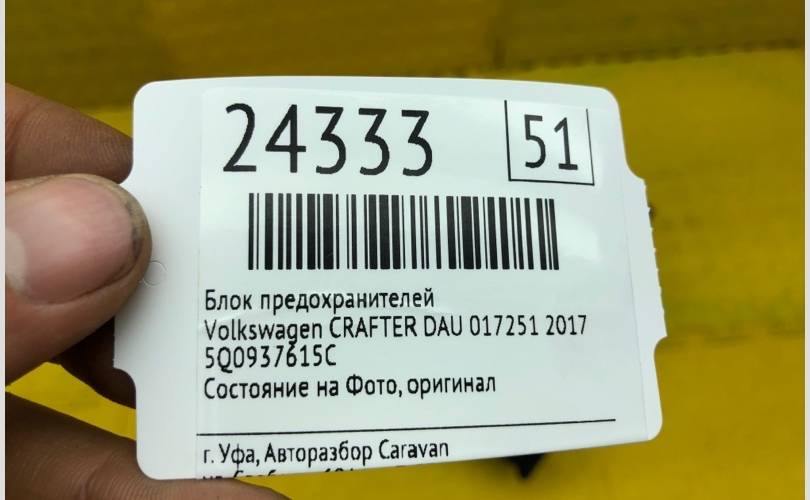 24333
51
Блок предохранителей
Volkswagen CRAFTER DAU 017251 2017
5Q0937615C
Состояние на Фото, оригинал
г. Уфа, Авторазбор Caravan